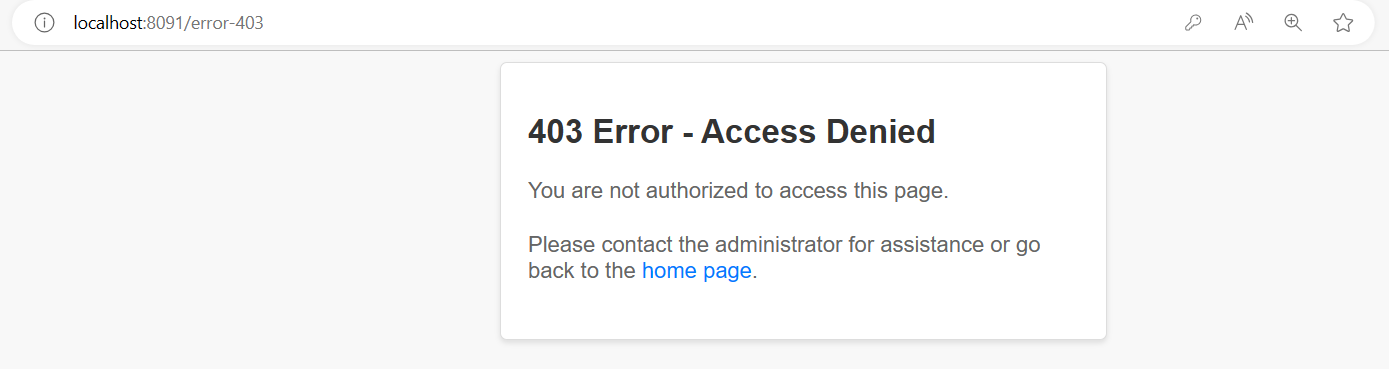 localhost:8091/error-403
403 Error - Access Denied
You are not authorized to access this page.
Please contact the administrator for assistance or go
back to the home page.